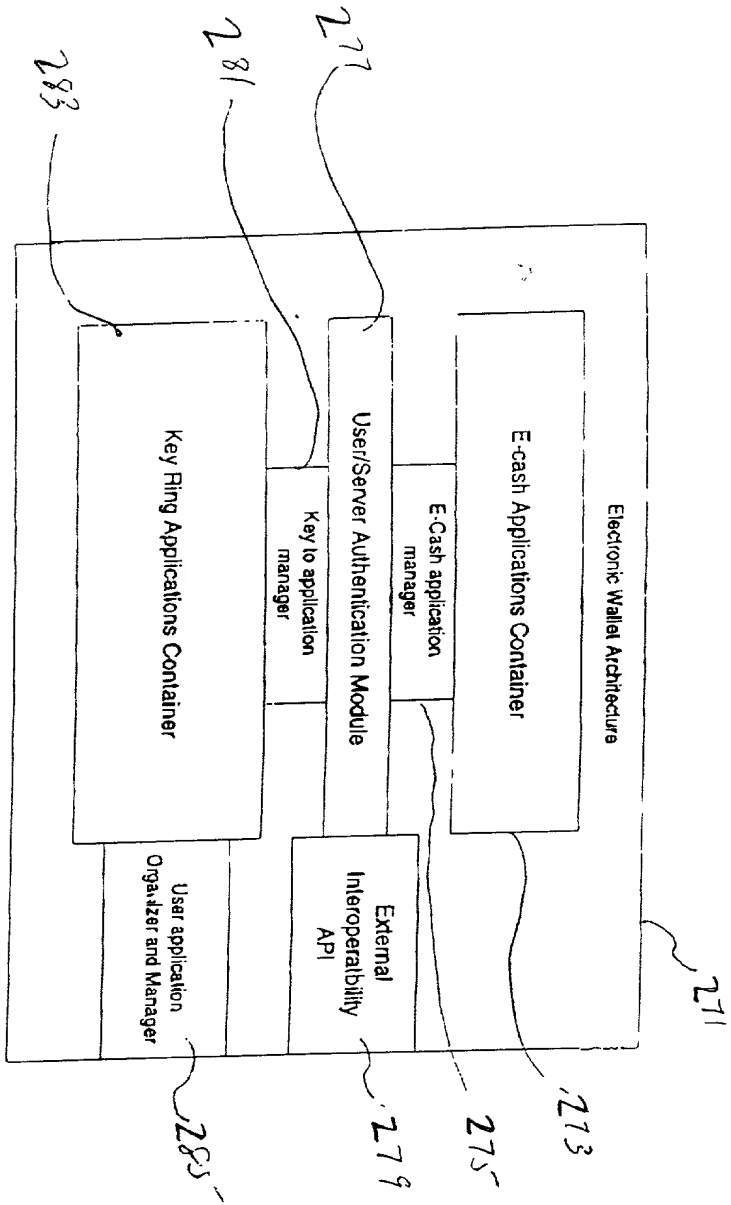 Electronic Wallet Architecture
E-cash Applications Container
E-Cash application
manager
User/Server Authentication Module
Key to application
manager
Key Ring Applications Container
External
Interoperatbility
API
User application
Organizer and Manager
271
273
275
277
279
281
283
285